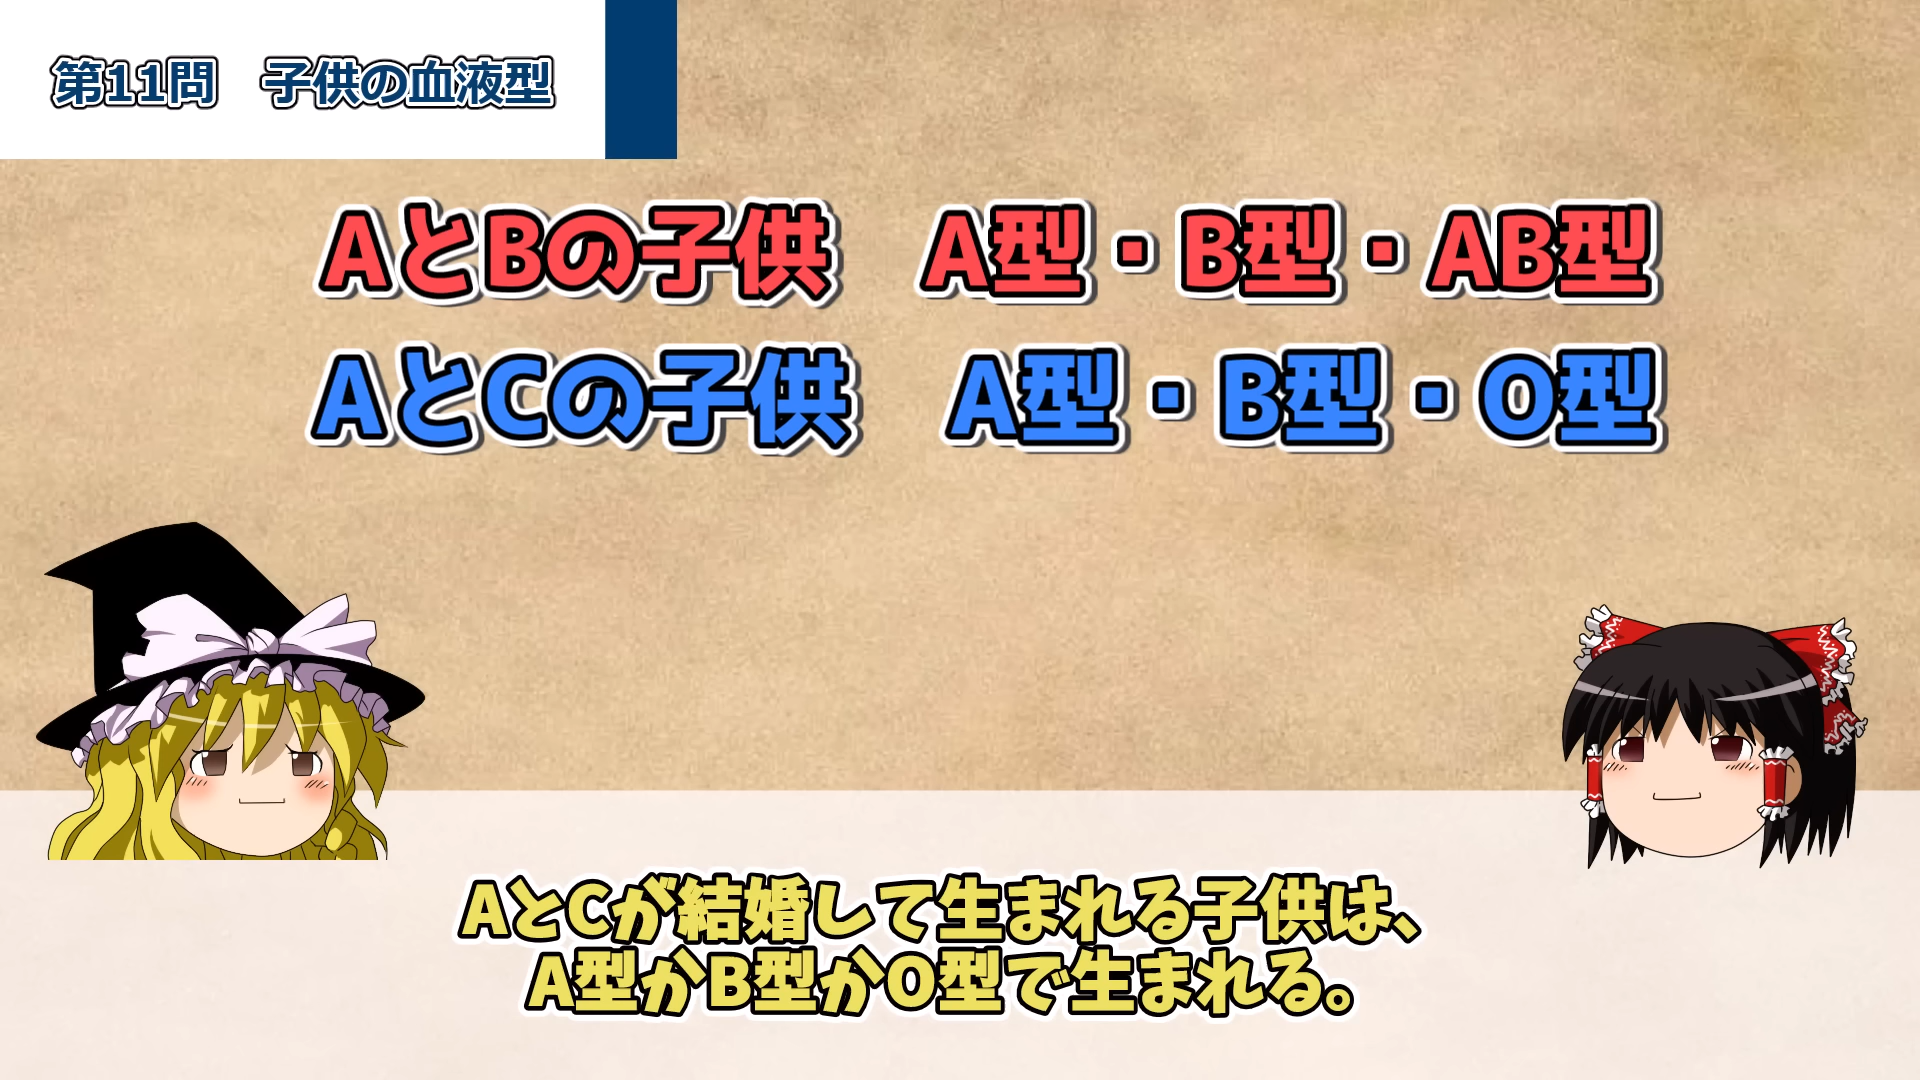 第11問　子供の血液型
AとBの子供　A型・B型・AB型
AとCの子供　A型・B型・O型
AとCが結婚して生まれる子供は、
A型かB型かO型で生まれる。